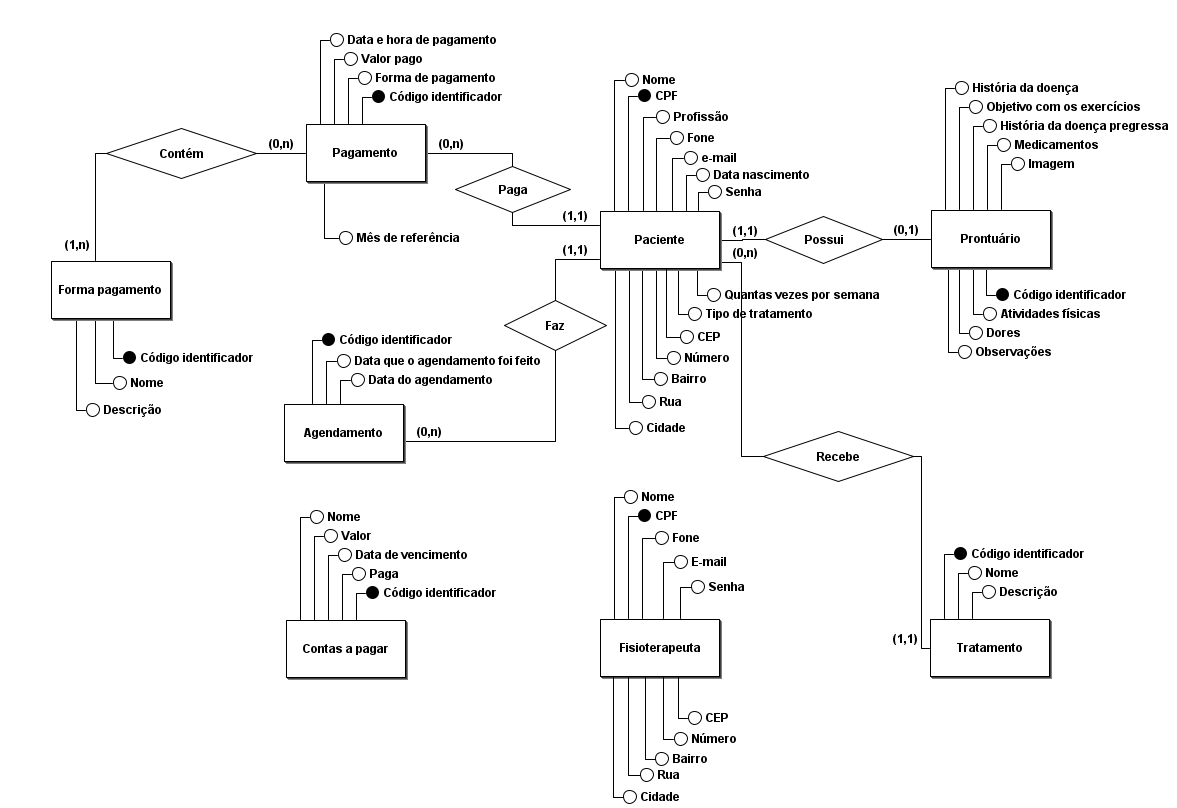 Data e hora de pagamento
Valor pago
Forma de pagamento
Código identificador
Contém
(0,n)
Pagamento
(0,n)
Paga
(1,1)
Mês de referência
(1,n)
Forma pagamento
Código identificador
Nome
Descrição
Nome
CPF
Profissão
Fone
e-mail
Data nascimento
Senha
Paciente
(1,1)
(1,1)
(0,n)
Possui
(0,1)
Quantas vezes por semana
Tipo de tratamento
CEP
Número
Bairro
Rua
Cidade
História da doença
Objetivo com os exercícios
História da doença pregressa
Medicamentos
Imagem
Prontuário
Código identificador
Atividades físicas
Dores
Observações
Faz
Código identificador
Data que o agendamento foi feito
Data do agendamento
Agendamento
(0,n)
Recebe
(1,1)
Nome
Valor
Data de vencimento
Paga
Código identificador
Contas a pagar
Nome
CPF
Fone
E-mail
Senha
Fisioterapeuta
CEP
Número
Bairro
Rua
Cidade
Código identificador
Nome
Descrição
Tratamento